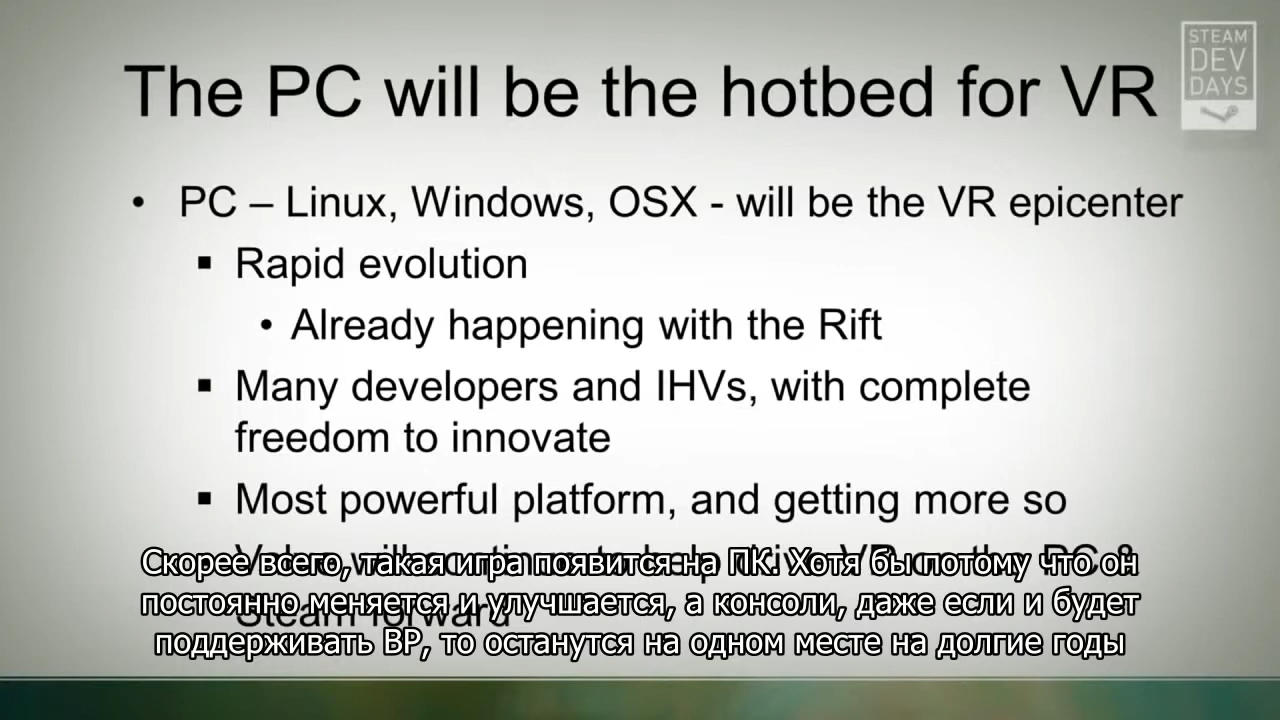 STEAM
DEV
DAYS
The PC will be the hotbed for VR
• PC – Linux, Windows, OSX - will be the VR epicenter
▪ Rapid evolution
• Already happening with the Rift
▪ Many developers and IHVs, with complete
freedom to innovate
▪ Most powerful platform, and getting more so
Steam forward
Скорее всего, такая игра появится на ПК. Хотя бы потому что он
постоянно меняется и улучшается, а консоли, даже если и будет
поддерживать ВР, то останутся на одном месте на долгие годы